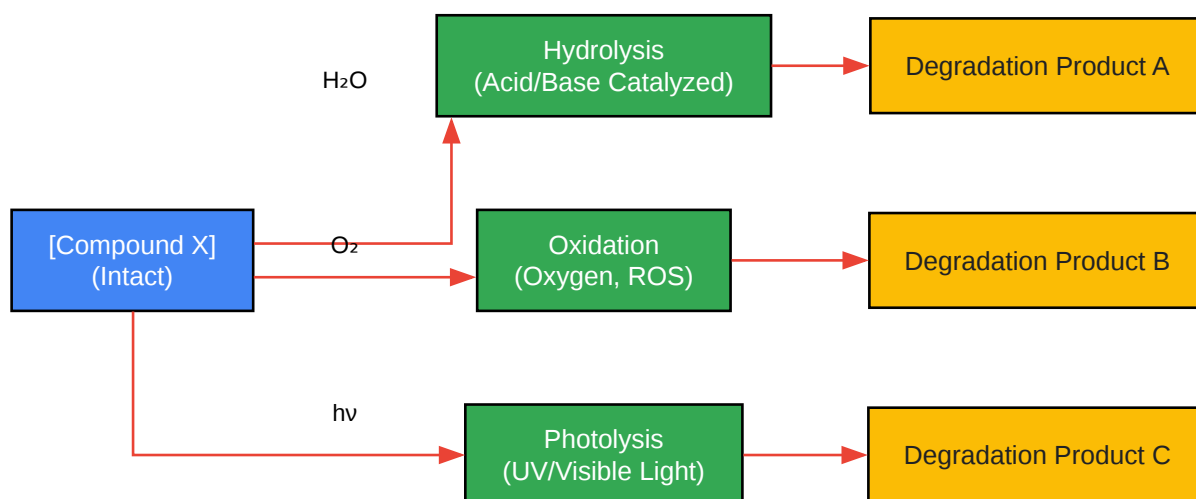 H₂O
Hydrolysis
(Acid/Base Catalyzed)
Degradation Product A
[Compound X]
(Intact)
O₂
Oxidation
(Oxygen, ROS)
Degradation Product B
hν
Photolysis
(UV/Visible Light)
Degradation Product C